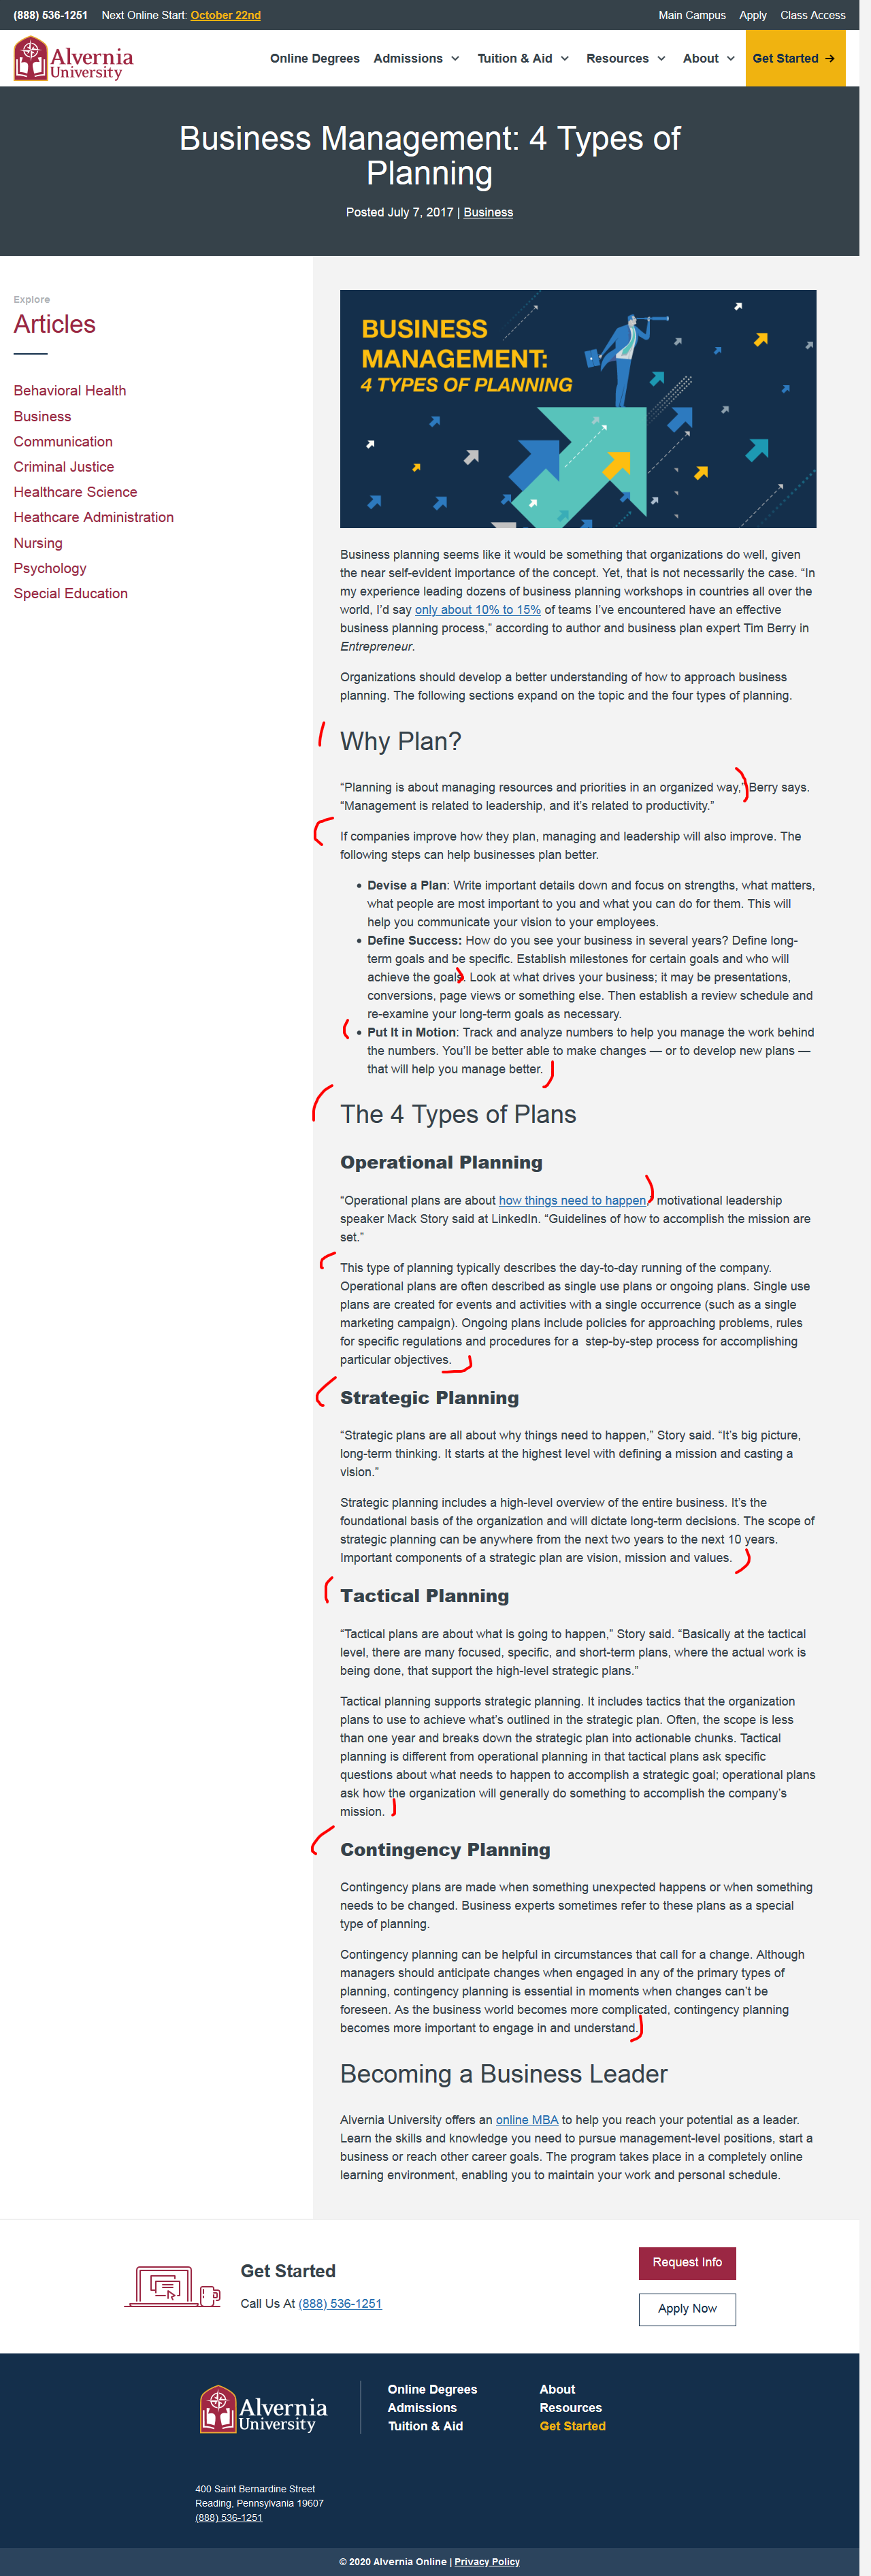 (888) 536-1251 Next Online Start: October 22nd Main Campus Apply Class Access
Alvernia University
Online Degrees Admissions Tuition & Aid Resources About Get Started →
Business Management: 4 Types of
Planning
Posted July 7, 2017 | Business
Explore
Articles
Behavioral Health
Business
Communication
Criminal Justice
Healthcare Science
Heathcare Administration
Nursing
Psychology
Special Education
BUSINESS
MANAGEMENT:
4 TYPES OF PLANNING
Business planning seems like it would be something that organizations do well, given
the near self-evident importance of the concept. Yet, that is not necessarily the case. “In
my experience leading dozens of business planning workshops in countries all over the
world, I’d say only about 10% to 15% of teams I’ve encountered have an effective
business planning process,” according to author and business plan expert Tim Berry in
Entrepreneur.
Organizations should develop a better understanding of how to approach business
planning. The following sections expand on the topic and the four types of planning.
Why Plan?
“Planning is about managing resources and priorities in an organized way,” Berry says.
“Management is related to leadership, and it’s related to productivity.”
If companies improve how they plan, managing and leadership will also improve. The
following steps can help businesses plan better.
• Devise a Plan: Write important details down and focus on strengths, what matters,
what people are most important to you and what you can do for them. This will
help you communicate your vision to your employees.
• Define Success: How do you see your business in several years? Define long-
term goals and be specific. Establish milestones for certain goals and who will
achieve the goals. Look at what drives your business; it may be presentations,
conversions, page views or something else. Then establish a review schedule and
re-examine your long-term goals as necessary.
• Put It in Motion: Track and analyze numbers to help you manage the work behind
the numbers. You’ll be better able to make changes — or to develop new plans —
that will help you manage better.
The 4 Types of Plans
Operational Planning
“Operational plans are about how things need to happen,” motivational leadership
speaker Mack Story said at LinkedIn. “Guidelines of how to accomplish the mission are
set.”
This type of planning typically describes the day-to-day running of the company.
Operational plans are often described as single use plans or ongoing plans. Single use
plans are created for events and activities with a single occurrence (such as a single
marketing campaign). Ongoing plans include policies for approaching problems, rules
for specific regulations and procedures for a step-by-step process for accomplishing
particular objectives.
Strategic Planning
“Strategic plans are all about why things need to happen,” Story said. “It’s big picture,
long-term thinking. It starts at the highest level with defining a mission and casting a
vision.”
Strategic planning includes a high-level overview of the entire business. It’s the
foundational basis of the organization and will dictate long-term decisions. The scope of
strategic planning can be anywhere from the next two years to the next 10 years.
Important components of a strategic plan are vision, mission and values.
Tactical Planning
“Tactical plans are about what is going to happen,” Story said. “Basically at the tactical
level, there are many focused, specific, and short-term plans, where the actual work is
being done, that support the high-level strategic plans.”
Tactical planning supports strategic planning. It includes tactics that the organization
plans to use to achieve what’s outlined in the strategic plan. Often, the scope is less
than one year and breaks down the strategic plan into actionable chunks. Tactical
planning is different from operational planning in that tactical plans ask specific
questions about what needs to happen to accomplish a strategic goal; operational plans
ask how the organization will generally do something to accomplish the company’s
mission.
Contingency Planning
Contingency plans are made when something unexpected happens or when something
needs to be changed. Business experts sometimes refer to these plans as a special
type of planning.
Contingency planning can be helpful in circumstances that call for a change. Although
managers should anticipate changes when engaged in any of the primary types of
planning, contingency planning is essential in moments when changes can’t be
foreseen. As the business world becomes more complicated, contingency planning
becomes more important to engage in and understand.
Becoming a Business Leader
Alvernia University offers an online MBA to help you reach your potential as a leader.
Learn the skills and knowledge you need to pursue management-level positions, start a
business or reach other career goals. The program takes place in a completely online
learning environment, enabling you to maintain your work and personal schedule.
Get Started
Call Us At (888) 536-1251
Request Info
Apply Now
Alvernia University
Online Degrees About
Admissions Resources
Tuition & Aid Get Started
400 Saint Bernardine Street
Reading, Pennsylvania 19607
(888) 536-1251
© 2020 Alvernia Online | Privacy Policy